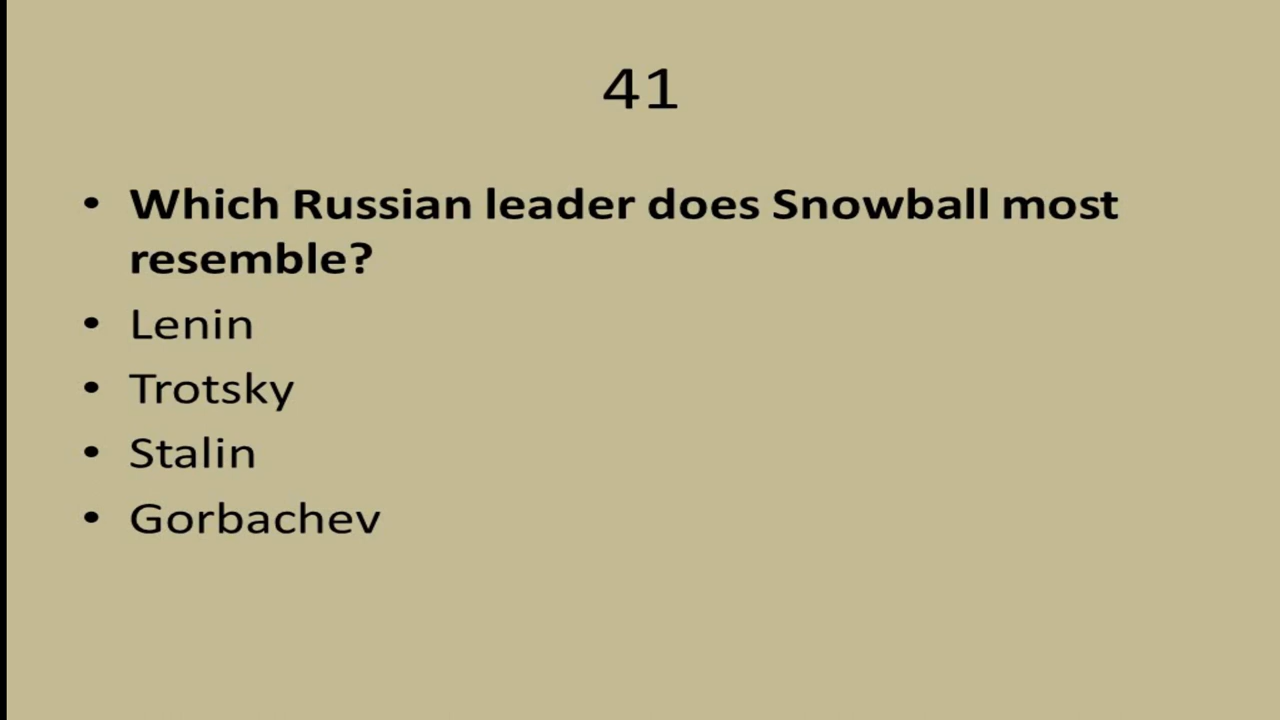 41
• Which Russian leader does Snowball most
resemble?
• Lenin
• Trotsky
• Stalin
• Gorbachev